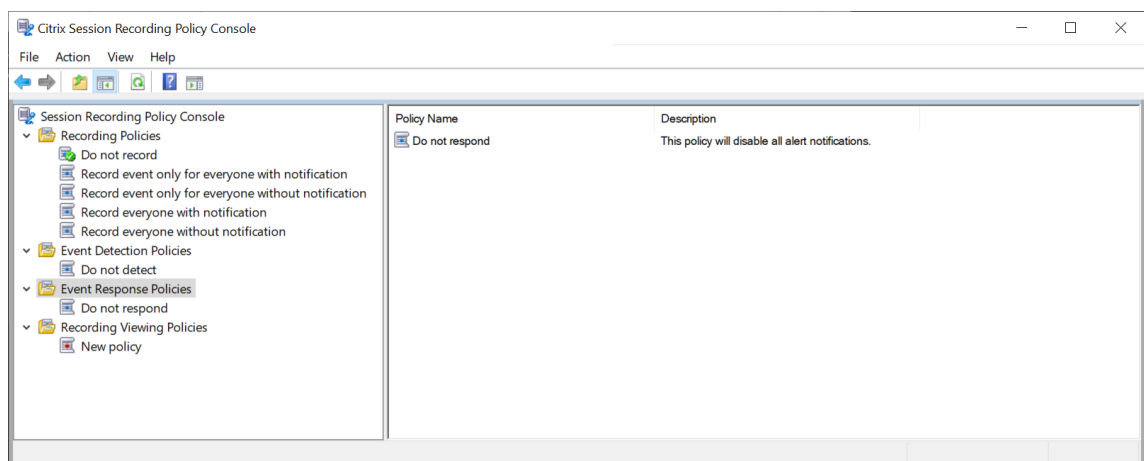 Citrix Session Recording Policy Console
File Action View Help
Session Recording Policy Console
Recording Policies
Do not record
Record event only for everyone with notification
Record event only for everyone without notification
Record everyone with notification
Record everyone without notification
Event Detection Policies
Do not detect
Event Response Policies
Do not respond
Recording Viewing Policies
New policy
Policy Name Description
Do not respond This policy will disable all alert notifications.